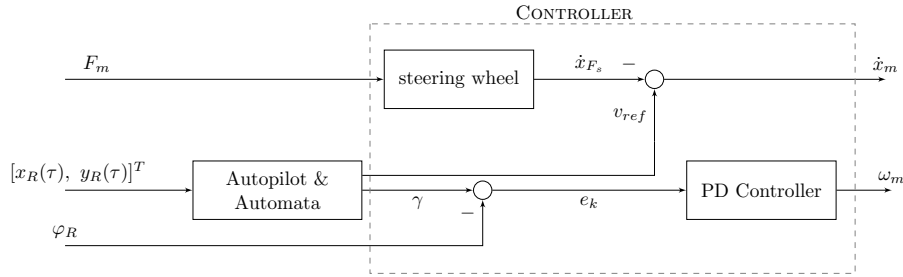 CONTROLLER
F_m
steering wheel
ẋ_{F_s}
−
ẋ_m
v_{ref}
[x_R(τ), y_R(τ)]^T
Autopilot &
Automata
γ
−
e_k
PD Controller
ω_m
φ_R